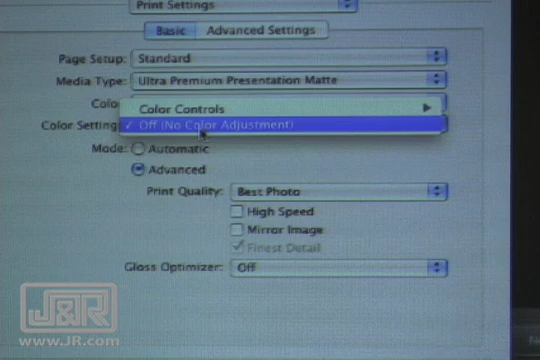 Print Settings
Basic Advanced Settings
Page Setup: Standard
Media Type: Ultra Premium Presentation Matte
Color Controls
Color Setting ✓ Off (No Color Adjustment)
Mode: Automatic
Advanced
Print Quality: Best Photo
High Speed
Mirror Image
Finest Detail
Gloss Optimizer: Off
J&R
www.JR.com